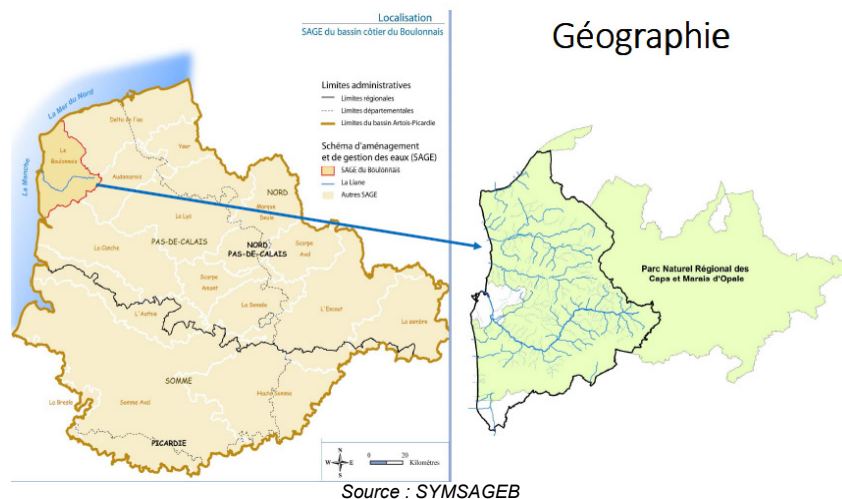 Localisation
SAGE du bassin côtier du Boulonnais
Géographie
Limites administratives
Limites régionales
Limites départementales
Limites du bassin Artois-Picardie
Schéma d'aménagement
et de gestion des eaux (SAGE)
SAGE du Boulonnais
La Liane
Autres SAGE
La Mer du Nord
La Manche
Delta de l'aa
Le
Boulonnais
Yser
Audomarois
NORD
Marque
Deule
La Lys
PAS-DE-CALAIS
NORD
PAS-DE-CALAIS
La Canche
Scarpe
Aval
Scarpe
Amont
La Sensée
L'Authie
L'Escaut
La sambre
SOMME
La Bresle
Somme Aval
Haute Somme
PICARDIE
N
W
E
S
0
20
Kilomètres
Parc Naturel Régional des
Caps et Marais d'Opale
Source : SYMSAGEB